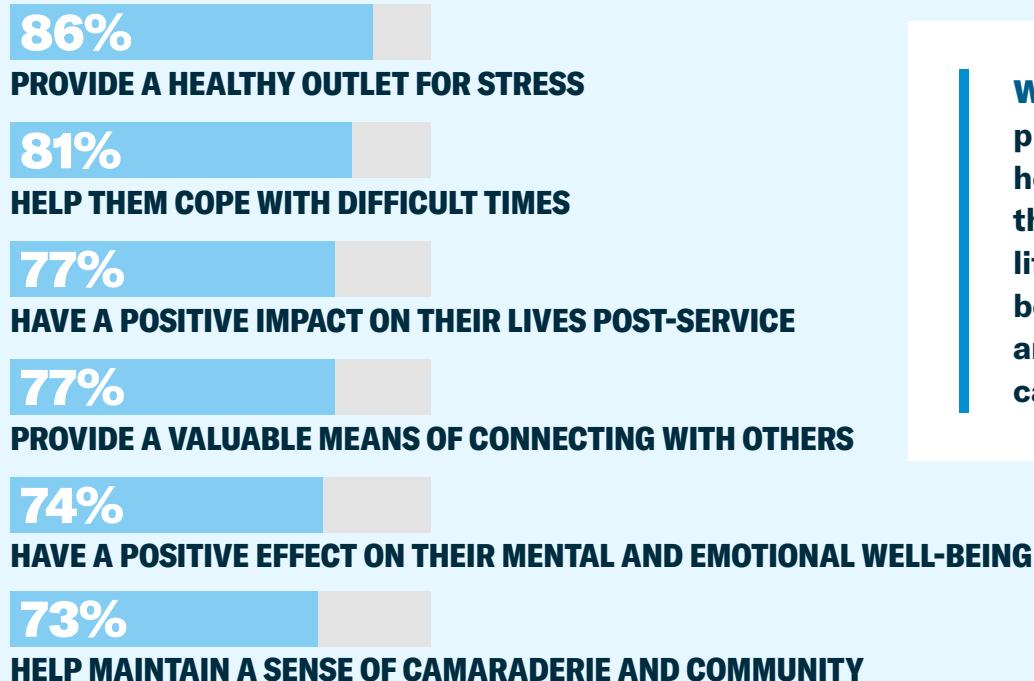 86%
PROVIDE A HEALTHY OUTLET FOR STRESS
81%
HELP THEM COPE WITH DIFFICULT TIMES
77%
HAVE A POSITIVE IMPACT ON THEIR LIVES POST-SERVICE
77%
PROVIDE A VALUABLE MEANS OF CONNECTING WITH OTHERS
74%
HAVE A POSITIVE EFFECT ON THEIR MENTAL AND EMOTIONAL WELL-BEING
73%
HELP MAINTAIN A SENSE OF CAMARADERIE AND COMMUNITY